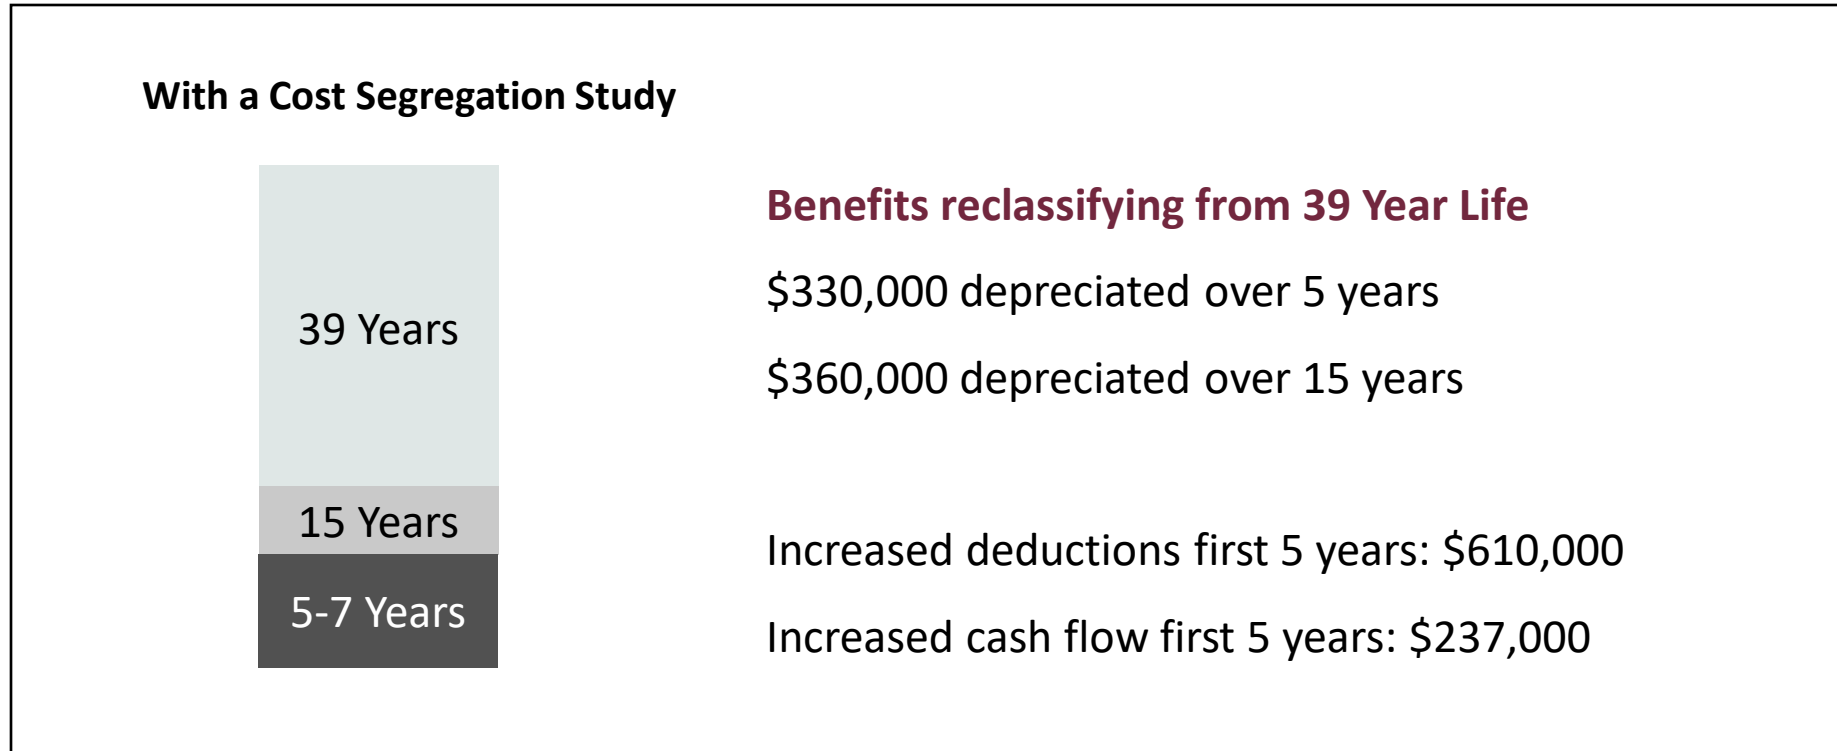 With a Cost Segregation Study
39 Years
15 Years
5-7 Years
Benefits reclassifying from 39 Year Life
$330,000 depreciated over 5 years
$360,000 depreciated over 15 years
Increased deductions first 5 years: $610,000
Increased cash flow first 5 years: $237,000